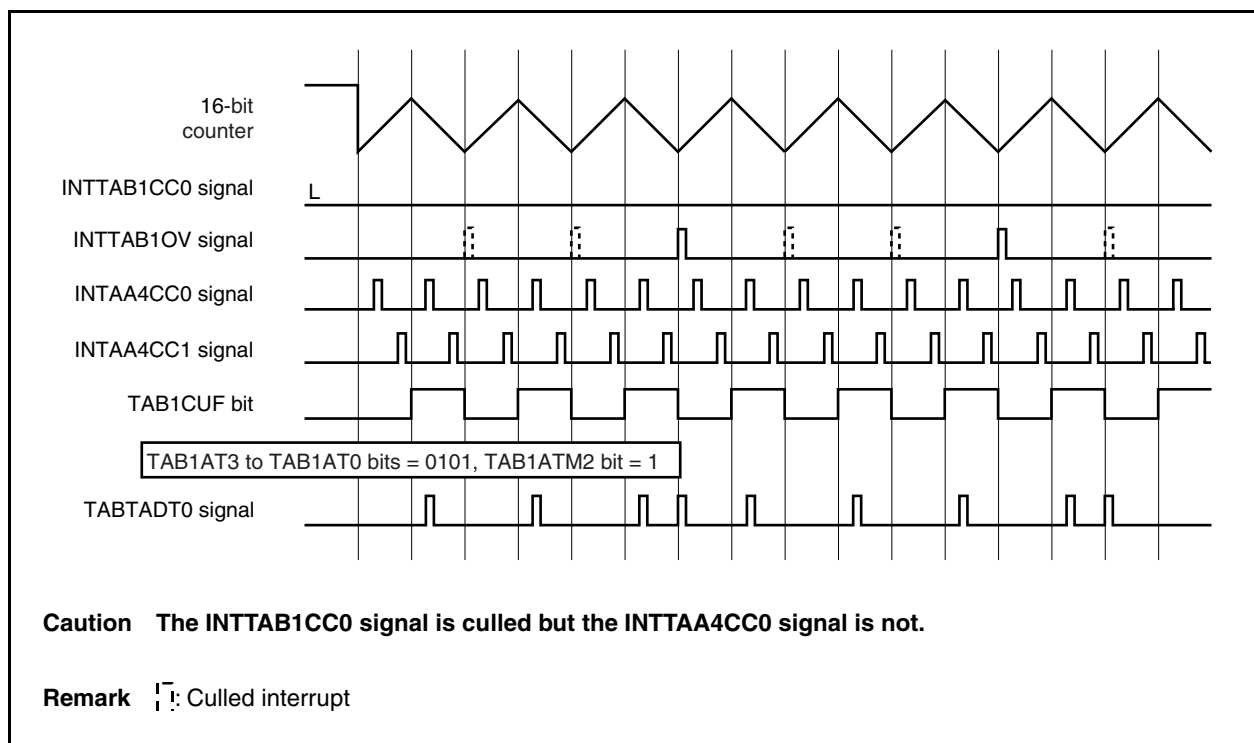 16-bit
counter
INTTAB1CC0 signal
L
INTTAB1OV signal
INTAA4CC0 signal
INTAA4CC1 signal
TAB1CUF bit
TAB1AT3 to TAB1AT0 bits = 0101, TAB1ATM2 bit = 1
TABTADT0 signal
Caution The INTTAB1CC0 signal is culled but the INTTAA4CC0 signal is not.
Remark : Culled interrupt